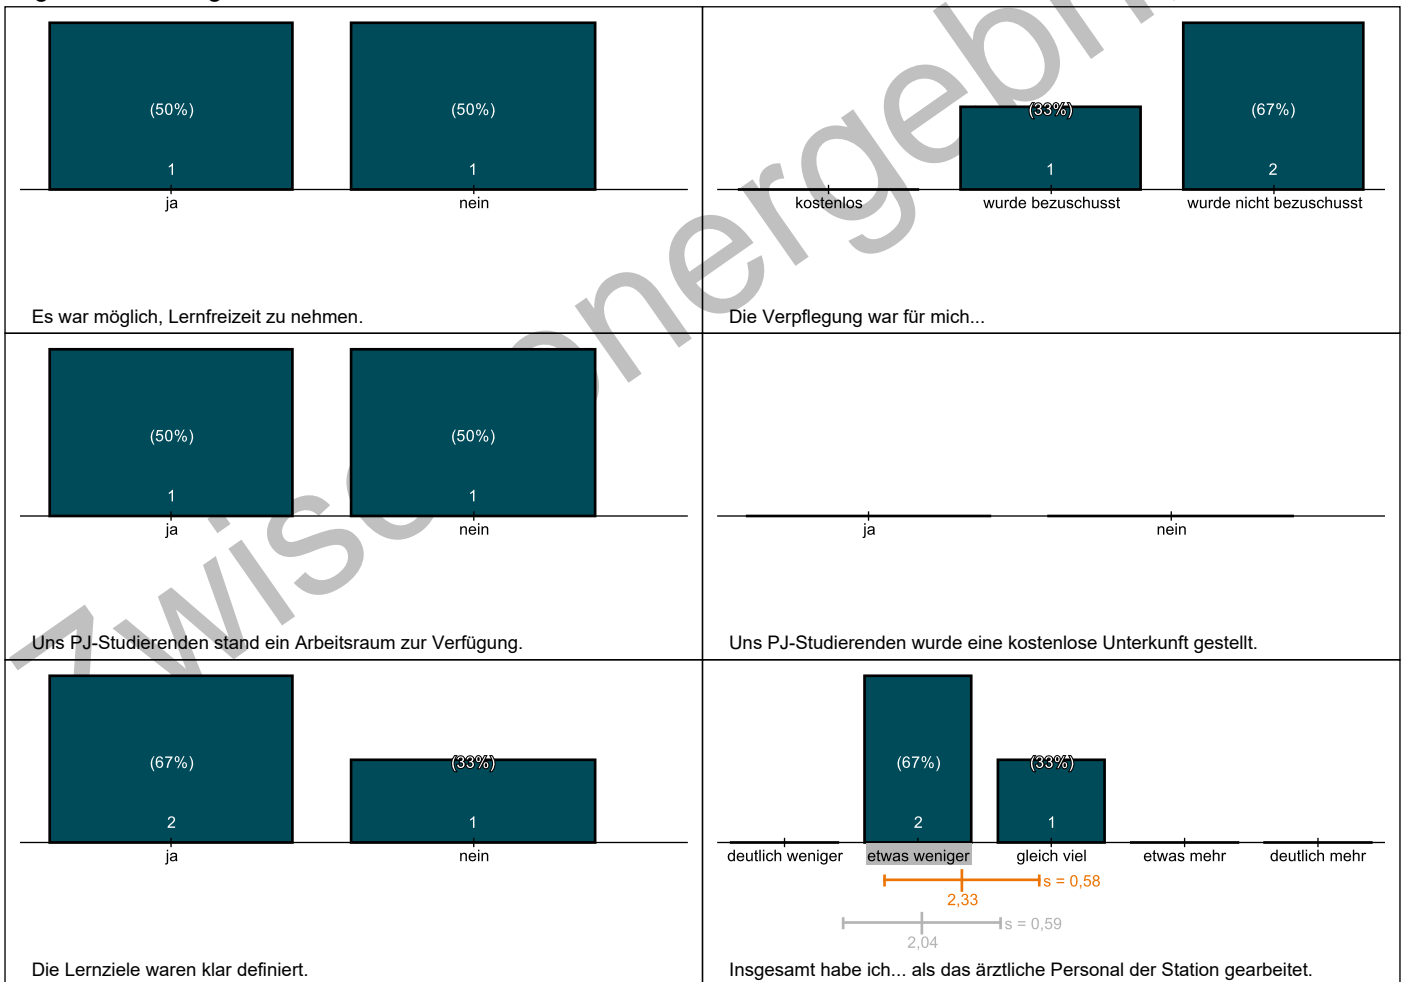 (50%)
(50%)
1
1
ja
nein
Es war möglich, Lernfreizeit zu nehmen.
(33%)
(67%)
1
2
kostenlos
wurde bezuschusst
wurde nicht bezuschusst
Die Verpflegung war für mich...
(50%)
(50%)
1
1
ja
nein
Uns PJ-Studierenden stand ein Arbeitsraum zur Verfügung.
ja
nein
Uns PJ-Studierenden wurde eine kostenlose Unterkunft gestellt.
(67%)
(33%)
2
1
ja
nein
Die Lernziele waren klar definiert.
(67%)
(33%)
2
1
deutlich weniger
etwas weniger
gleich viel
etwas mehr
deutlich mehr
s = 0,58
2,33
s = 0,59
2,04
Insgesamt habe ich... als das ärztliche Personal der Station gearbeitet.